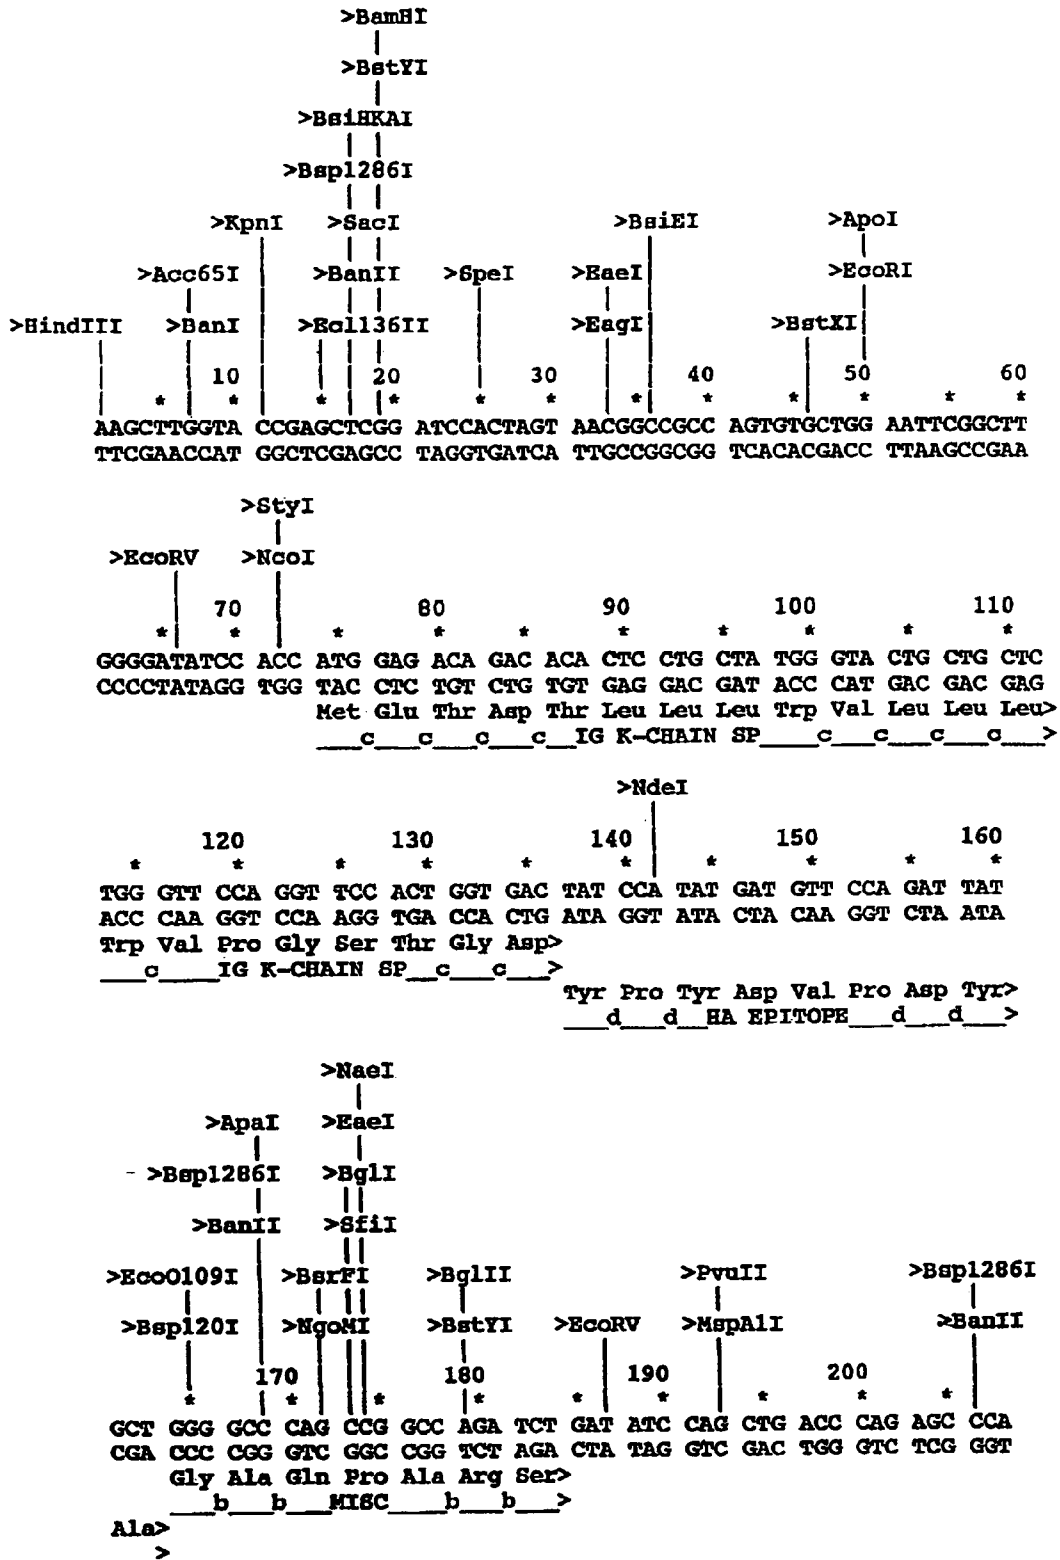 >BamHI
>BstYI
>BsiHKAI
>Bsp1286I
>KpnI >SacI >BsiEI >ApoI
>Acc65I >BanII >SpeI >EaeI >EcoRI
>HindIII >BanI >Ecl136II >EagI >BstXI
10 20 30 40 50 60
* * * * * * * * * * * *
AAGCTTGGTA CCGAGCTCGG ATCCACTAGT AACGGCCGCC AGTGTGCTGG AATTCGGCTT
TTCGAACCAT GGCTCGAGCC TAGGTGATCA TTGCCGGCGG TCACACGACC TTAAGCCGAA
>StyI
>EcoRV >NcoI
70 80 90 100 110
* * * * * * * * * *
GGGGATATCC ACC ATG GAG ACA GAC ACA CTC CTG CTA TGG GTA CTG CTG CTC
CCCCTATAGG TGG TAC CTC TGT CTG TGT GAG GAC GAT ACC CAT GAC GAC GAG
Met Glu Thr Asp Thr Leu Leu Leu Trp Val Leu Leu Leu>
___c___c___c___c__IG K-CHAIN SP____c___c___c___c___>
>NdeI
120 130 140 150 160
* * * * * * * * * *
TGG GTT CCA GGT TCC ACT GGT GAC TAT CCA TAT GAT GTT CCA GAT TAT
ACC CAA GGT CCA AGG TGA CCA CTG ATA GGT ATA CTA CAA GGT CTA ATA
Trp Val Pro Gly Ser Thr Gly Asp>
___c____IG K-CHAIN SP__c___c___>
Tyr Pro Tyr Asp Val Pro Asp Tyr>
___d___d__HA EPITOPE___d___d___>
>NaeI
>ApaI >EaeI
>Bsp1286I >BglI
>BanII >SfiI
>EcoO109I >BsrFI >BglII >PvuII >Bsp1286I
>Bsp120I >NgoMI >BstYI >EcoRV >MspA1I >BanII
170 180 190 200
* * * * * * * * *
GCT GGG GCC CAG CCG GCC AGA TCT GAT ATC CAG CTG ACC CAG AGC CCA
CGA CCC CGG GTC GGC CGG TCT AGA CTA TAG GTC GAC TGG GTC TCG GGT
Gly Ala Gln Pro Ala Arg Ser>
___b___b___MISC____b___b___>
Ala>
>